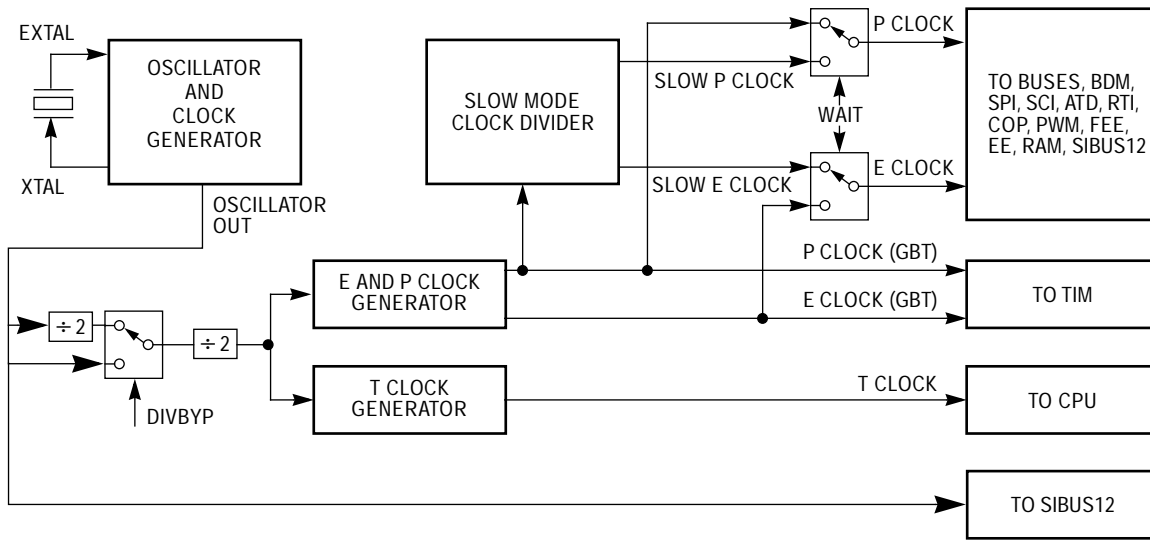 EXTAL
XTAL
OSCILLATOR
AND
CLOCK
GENERATOR
OSCILLATOR
OUT
SLOW MODE
CLOCK DIVIDER
SLOW P CLOCK
SLOW E CLOCK
WAIT
P CLOCK
E CLOCK
TO BUSES, BDM,
SPI, SCI, ATD, RTI,
COP, PWM, FEE,
EE, RAM, SIBUS12
÷ 2
DIVBYP
÷ 2
E AND P CLOCK
GENERATOR
P CLOCK (GBT)
E CLOCK (GBT)
TO TIM
T CLOCK
GENERATOR
T CLOCK
TO CPU
TO SIBUS12